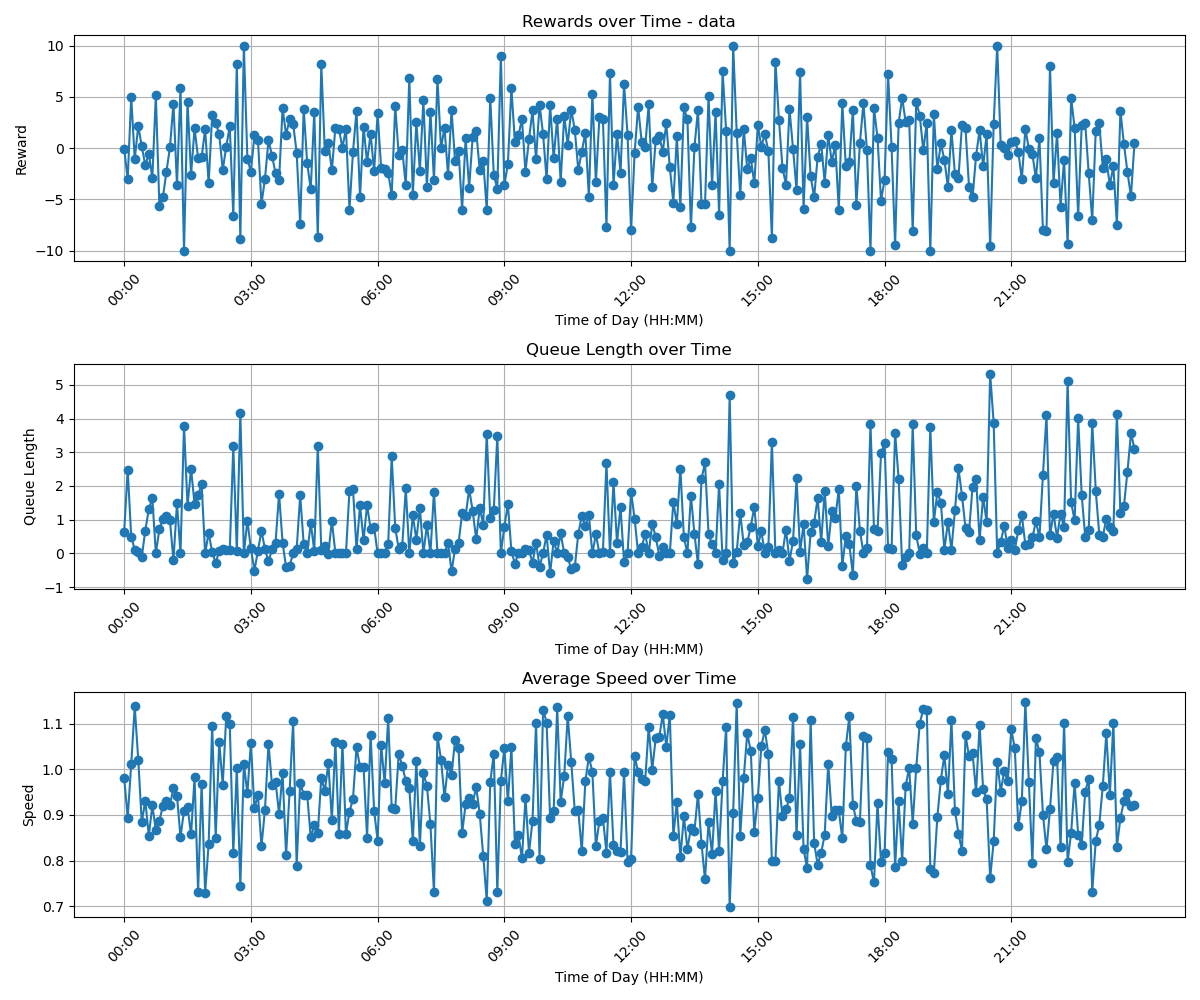 Rewards over Time - data
10
5
0
−5
−10
Reward
00:00 03:00 06:00 09:00 12:00 15:00 18:00 21:00
Time of Day (HH:MM)
Queue Length over Time
5
4
3
2
1
0
−1
Queue Length
00:00 03:00 06:00 09:00 12:00 15:00 18:00 21:00
Time of Day (HH:MM)
Average Speed over Time
1.1
1.0
0.9
0.8
0.7
Speed
00:00 03:00 06:00 09:00 12:00 15:00 18:00 21:00
Time of Day (HH:MM)